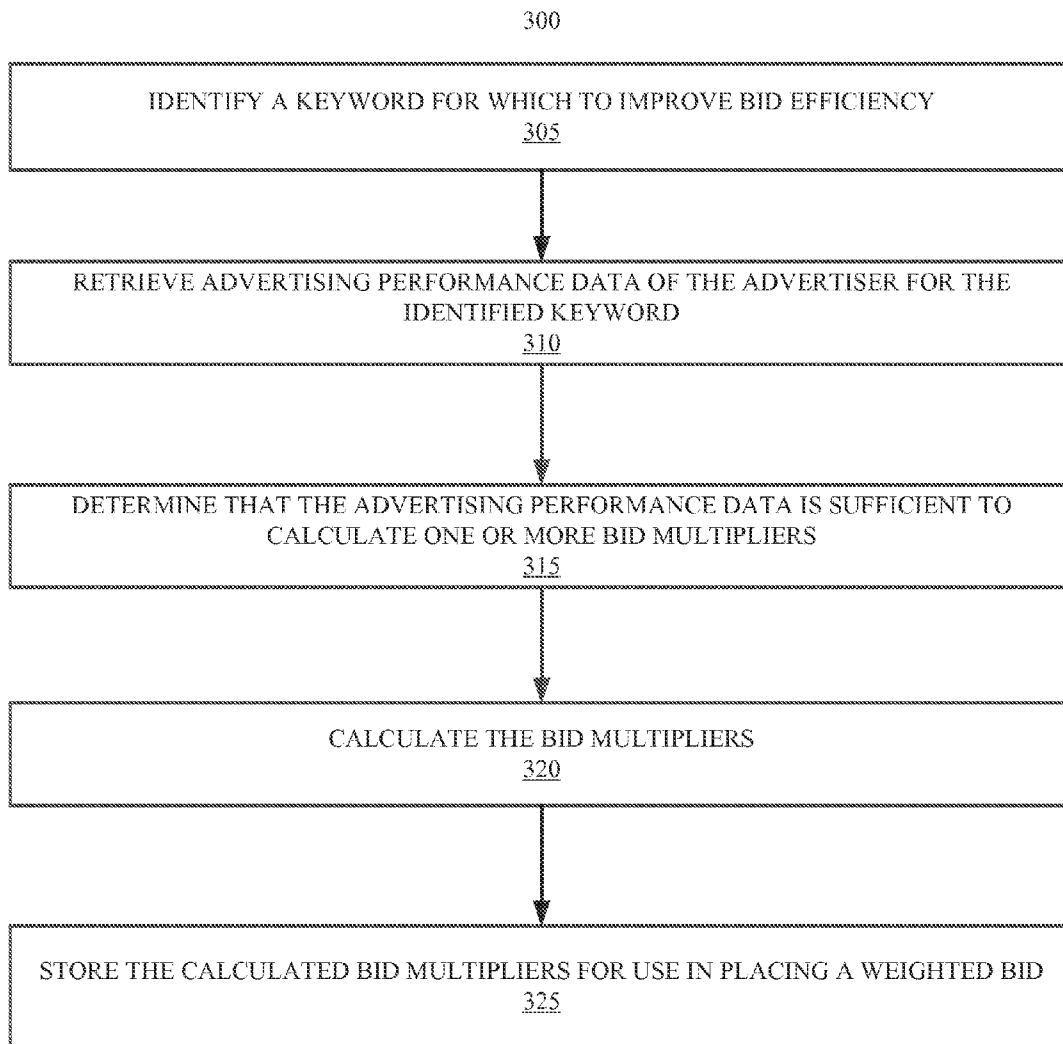 300
IDENTIFY A KEYWORD FOR WHICH TO IMPROVE BID EFFICIENCY
305
RETRIEVE ADVERTISING PERFORMANCE DATA OF THE ADVERTISER FOR THE
IDENTIFIED KEYWORD
310
DETERMINE THAT THE ADVERTISING PERFORMANCE DATA IS SUFFICIENT TO
CALCULATE ONE OR MORE BID MULTIPLIERS
315
CALCULATE THE BID MULTIPLIERS
320
STORE THE CALCULATED BID MULTIPLIERS FOR USE IN PLACING A WEIGHTED BID
325